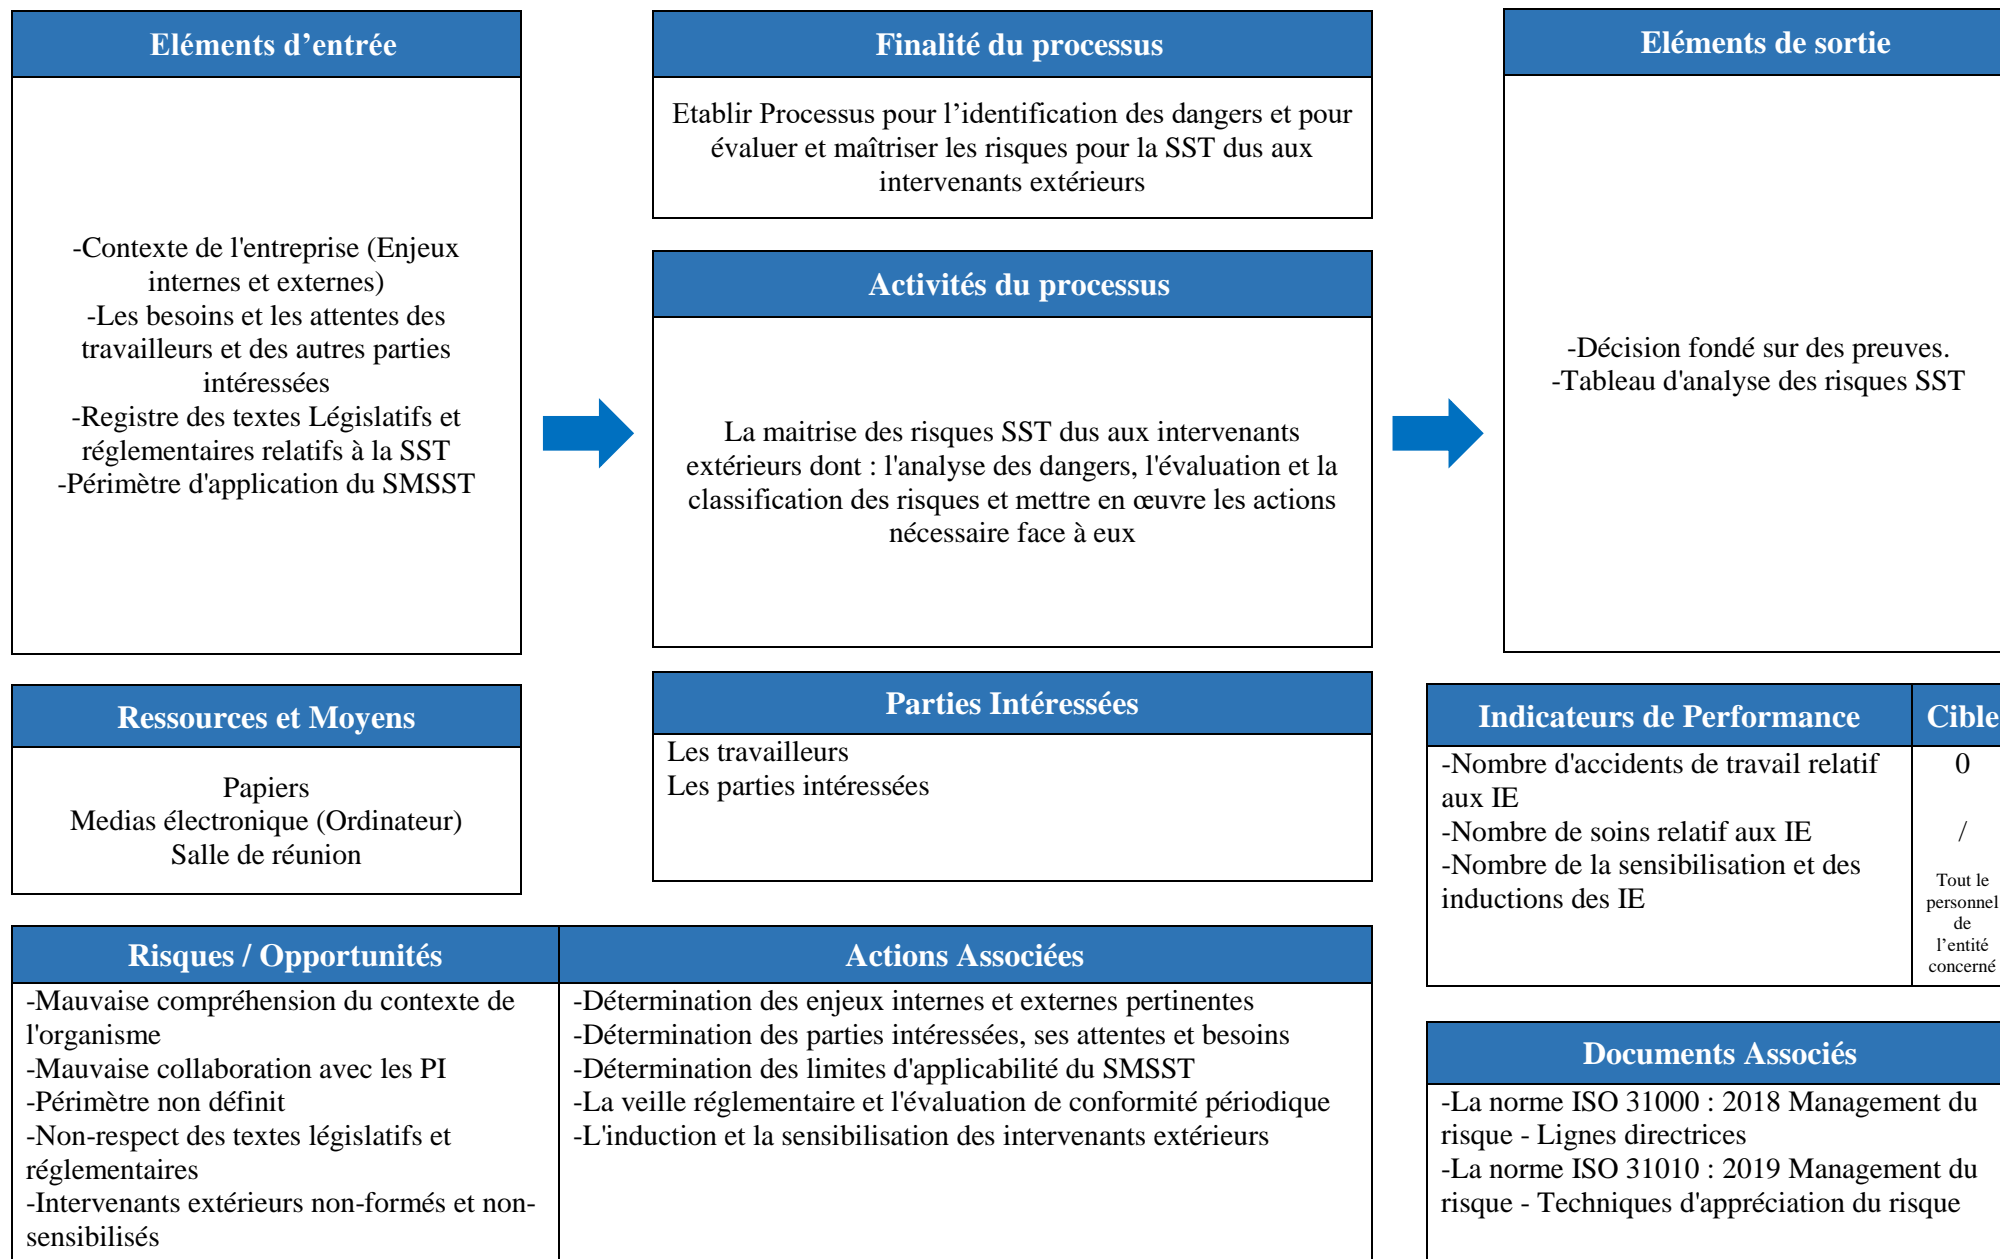 Eléments d’entrée
-Contexte de l'entreprise (Enjeux
internes et externes)
-Les besoins et les attentes des
travailleurs et des autres parties
intéressées
-Registre des textes Législatifs et
réglementaires relatifs à la SST
-Périmètre d'application du SMSST
Finalité du processus
Etablir Processus pour l’identification des dangers et pour
évaluer et maîtriser les risques pour la SST dus aux
intervenants extérieurs
Activités du processus
La maitrise des risques SST dus aux intervenants
extérieurs dont : l'analyse des dangers, l'évaluation et la
classification des risques et mettre en œuvre les actions
nécessaire face à eux
Eléments de sortie
-Décision fondé sur des preuves.
-Tableau d'analyse des risques SST
Ressources et Moyens
Papiers
Medias électronique (Ordinateur)
Salle de réunion
Parties Intéressées
Les travailleurs
Les parties intéressées
Indicateurs de Performance
Cible
-Nombre d'accidents de travail relatif
aux IE
-Nombre de soins relatif aux IE
-Nombre de la sensibilisation et des
inductions des IE
0
/
Tout le
personnel
de
l’entité
concerné
Risques / Opportunités
-Mauvaise compréhension du contexte de
l'organisme
-Mauvaise collaboration avec les PI
-Périmètre non définit
-Non-respect des textes législatifs et
réglementaires
-Intervenants extérieurs non-formés et non-
sensibilisés
Actions Associées
-Détermination des enjeux internes et externes pertinentes
-Détermination des parties intéressées, ses attentes et besoins
-Détermination des limites d'applicabilité du SMSST
-La veille réglementaire et l'évaluation de conformité périodique
-L'induction et la sensibilisation des intervenants extérieurs
Documents Associés
-La norme ISO 31000 : 2018 Management du
risque - Lignes directrices
-La norme ISO 31010 : 2019 Management du
risque - Techniques d'appréciation du risque